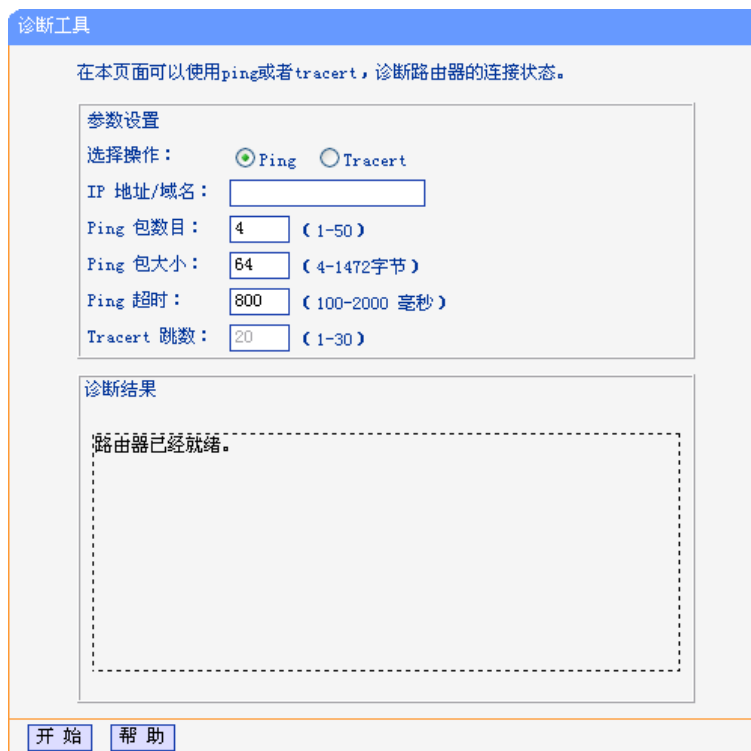 诊断工具
在本页面可以使用ping或者tracert，诊断路由器的连接状态。
参数设置
选择操作： Ping Tracert
IP 地址/域名：
Ping 包数目： 4 （1-50）
Ping 包大小： 64 （4-1472字节）
Ping 超时： 800 （100-2000 毫秒）
Tracert 跳数： 20 （1-30）
诊断结果
路由器已经就绪。
开 始 帮 助